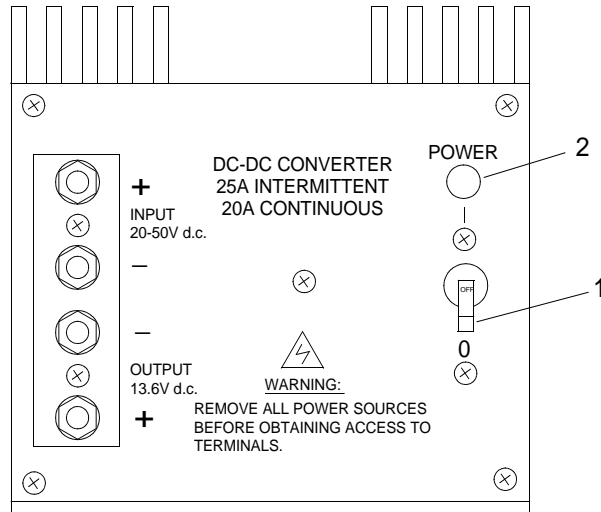 DC-DC CONVERTER
25A INTERMITTENT
20A CONTINUOUS
POWER
2
+
INPUT
20-50V d.c.
–
|
OFF
1
0
–
OUTPUT
13.6V d.c.
+
WARNING:
REMOVE ALL POWER SOURCES
BEFORE OBTAINING ACCESS TO
TERMINALS.